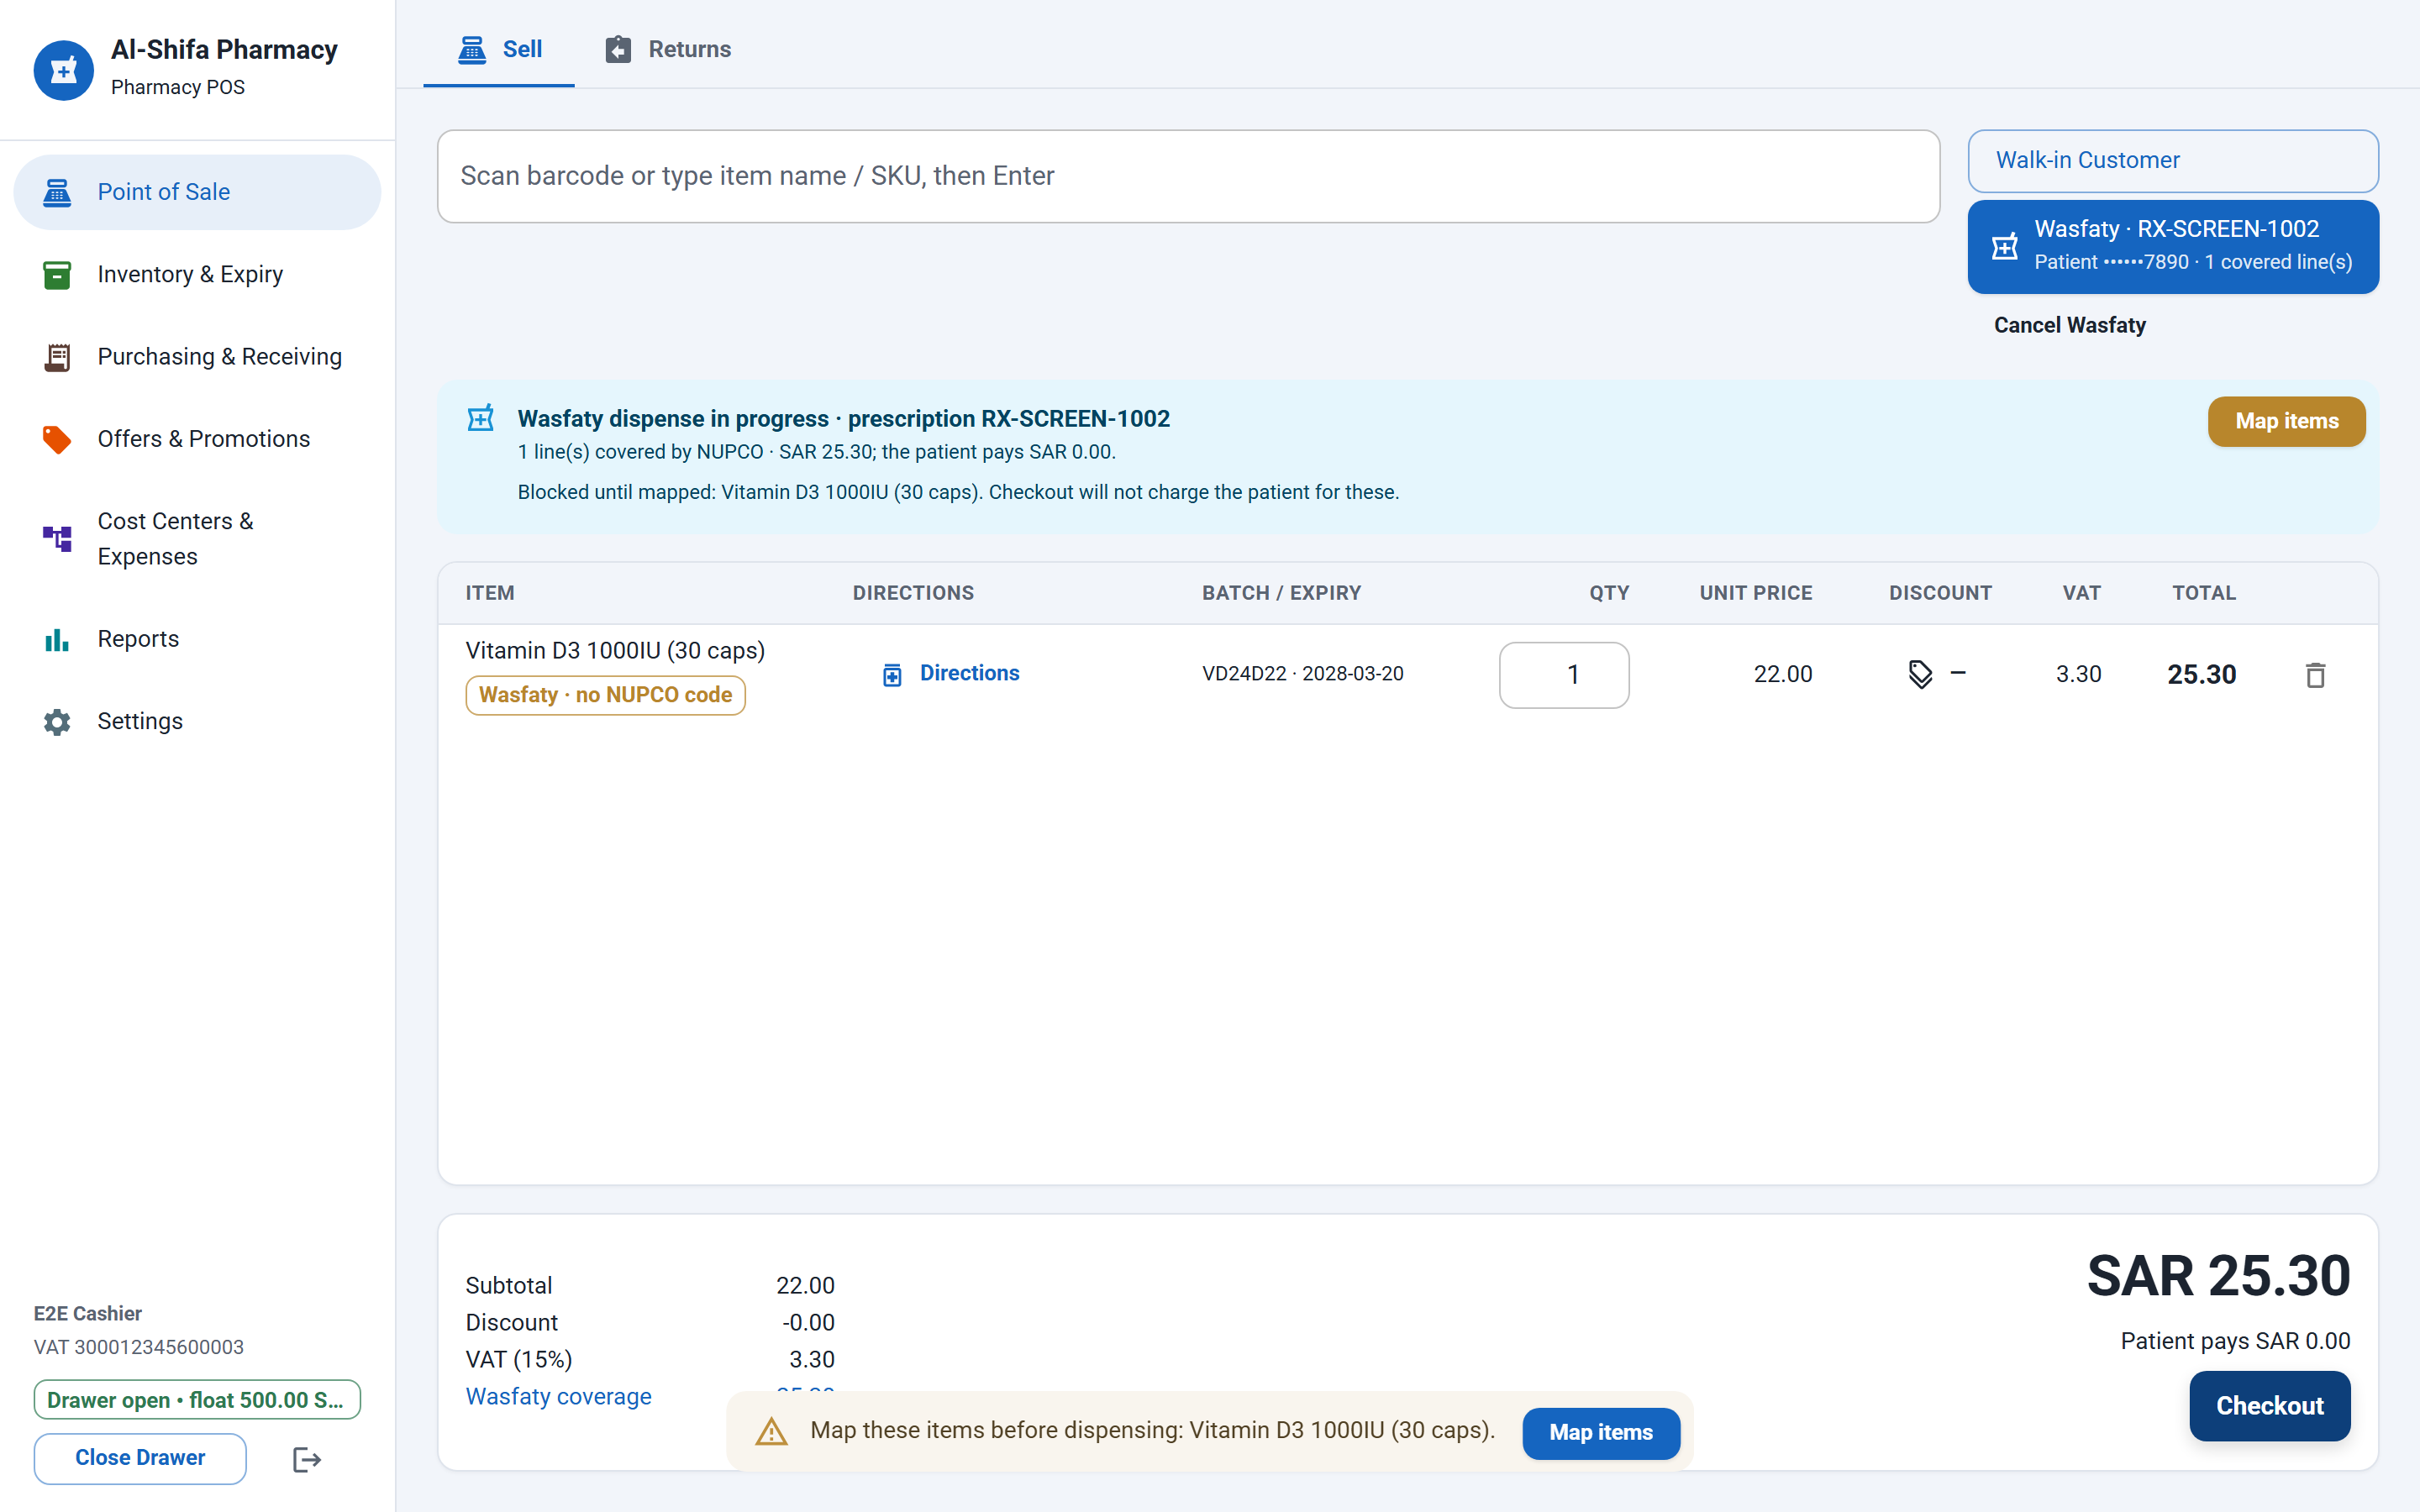 Al-Shifa Pharmacy
Pharmacy POS
Point of Sale
Inventory & Expiry
Purchasing & Receiving
Offers & Promotions
Cost Centers &
Expenses
Reports
Settings
E2E Cashier
VAT 300012345600003
Drawer open • float 500.00 S...
Close Drawer
Sell
Returns
Scan barcode or type item name / SKU, then Enter
Walk-in Customer
Wasfaty · RX-SCREEN-1002
Patient ••••••7890 · 1 covered line(s)
Cancel Wasfaty
Wasfaty dispense in progress · prescription RX-SCREEN-1002
1 line(s) covered by NUPCO · SAR 25.30; the patient pays SAR 0.00.
Blocked until mapped: Vitamin D3 1000IU (30 caps). Checkout will not charge the patient for these.
Map items
ITEM DIRECTIONS BATCH / EXPIRY QTY UNIT PRICE DISCOUNT VAT TOTAL
Vitamin D3 1000IU (30 caps)
Wasfaty · no NUPCO code
Directions
VD24D22 · 2028-03-20
1
22.00
–
3.30
25.30
Subtotal 22.00
Discount -0.00
VAT (15%) 3.30
Wasfaty coverage
SAR 25.30
Patient pays SAR 0.00
Checkout
Map these items before dispensing: Vitamin D3 1000IU (30 caps).
Map items